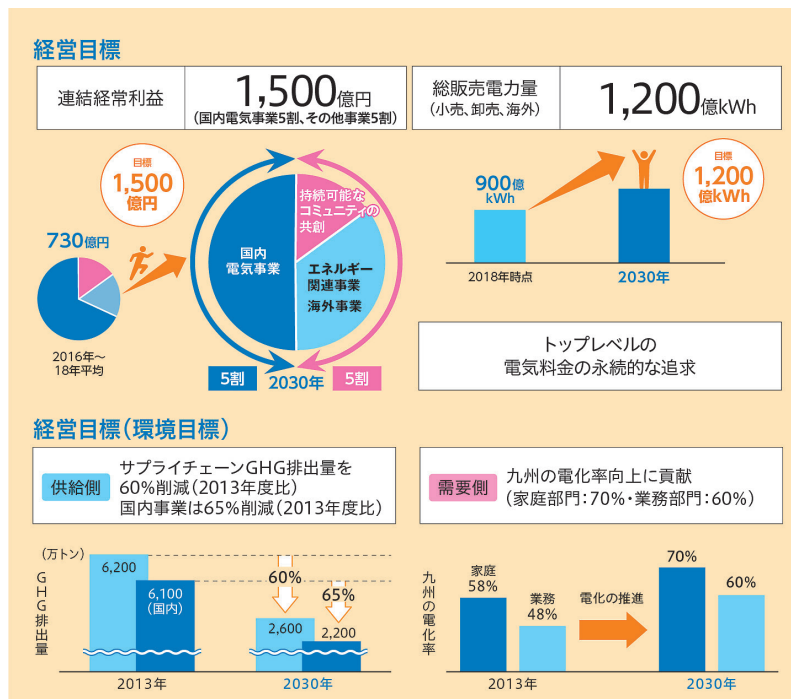 経営目標
連結経常利益
1,500億円
(国内電気事業5割、その他事業5割)
総販売電力量
(小売、卸売、海外)
1,200億kWh
目標
1,500
億円
730億円
2016年～
18年平均
国内
電気事業
持続可能な
コミュニティの
共創
エネルギー
関連事業
海外事業
5割
2030年
5割
900億
kWh
2018年時点
目標
1,200
億kWh
2030年
トップレベルの
電気料金の永続的な追求
経営目標(環境目標)
供給側
サプライチェーンGHG排出量を
60%削減(2013年度比)
国内事業は65%削減(2013年度比)
需要側
九州の電化率向上に貢献
(家庭部門:70%・業務部門:60%)
(万トン)
GHG排出量
6,200
6,100
(国内)
60%
65%
2,600
2,200
2013年
2030年
九州の電化率
家庭
58%
業務
48%
電化の推進
70%
60%
2013年
2030年